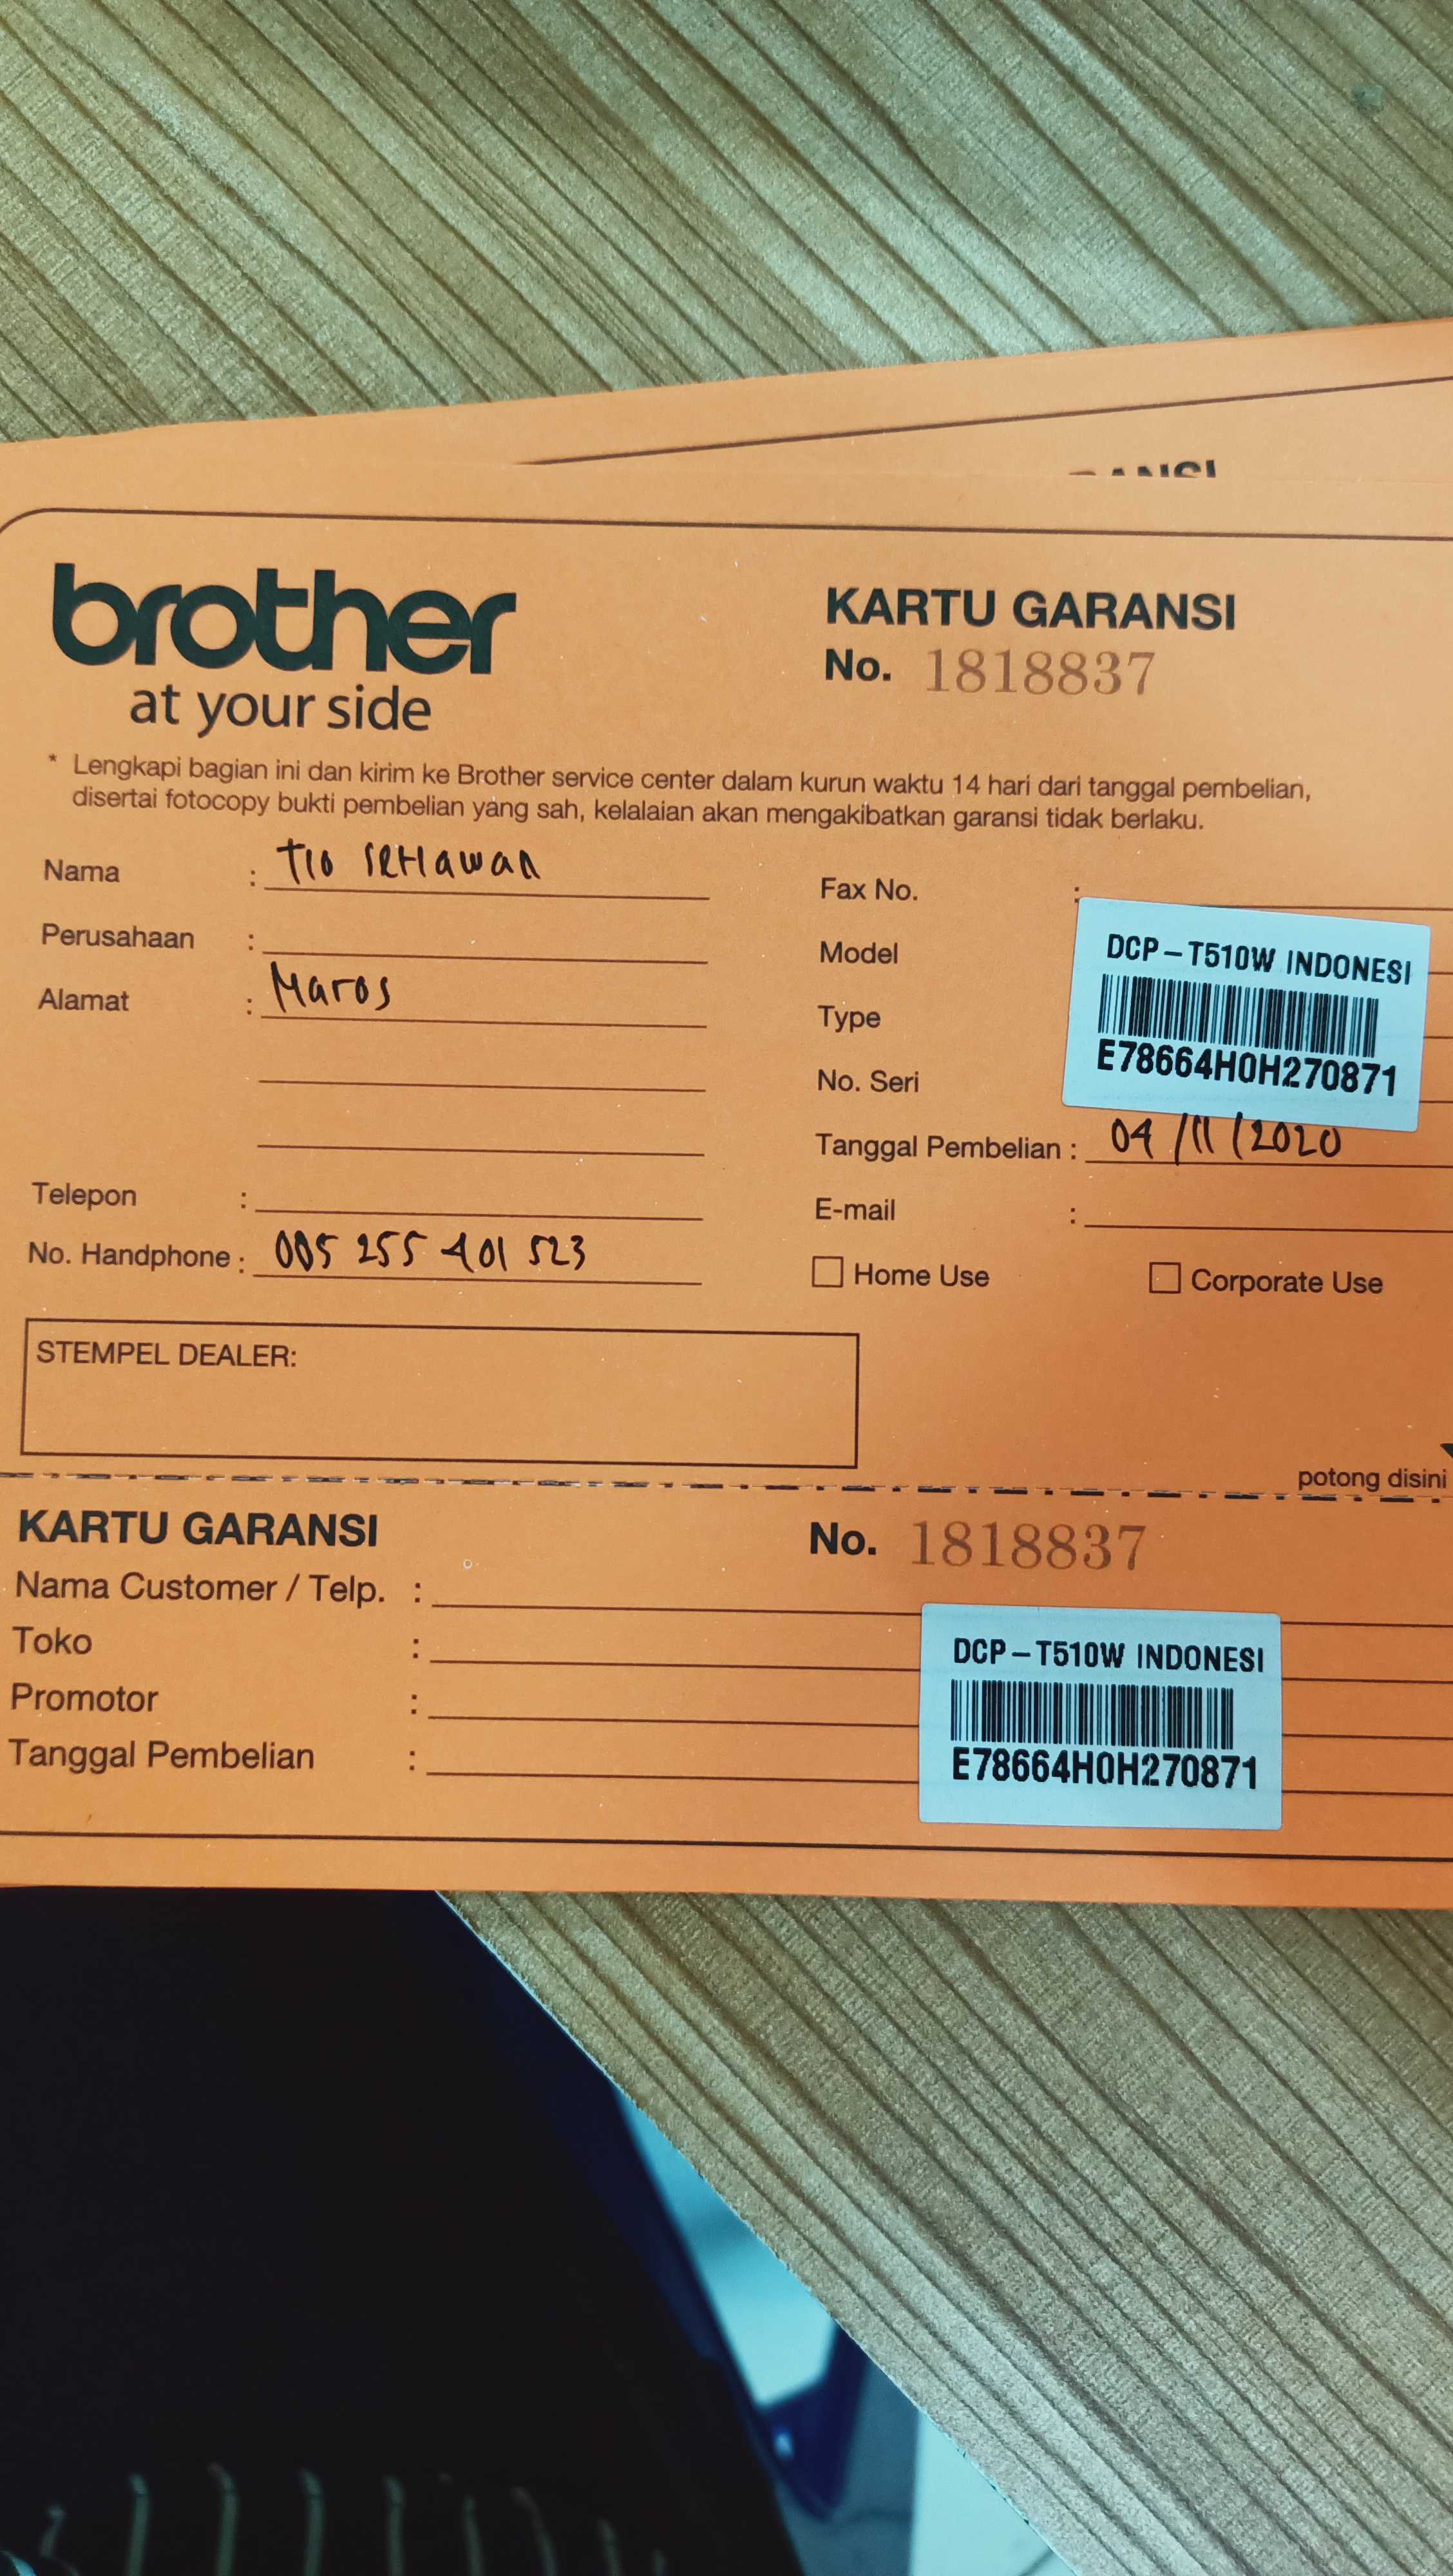 ANSI
brother
at your side
KARTU GARANSI
No. 1818837
* Lengkapi bagian ini dan kirim ke Brother service center dalam kurun waktu 14 hari dari tanggal pembelian,
disertai fotocopy bukti pembelian yang sah, kelalaian akan mengakibatkan garansi tidak berlaku.
Nama : Tio Setiawan
Perusahaan :
Alamat : Maros
Telepon :
No. Handphone : 085 255 401 523
Fax No. :
Model
Type
No. Seri
DCP-T510W INDONESI
E78664H0H270871
Tanggal Pembelian : 04/11/2020
E-mail :
Home Use
Corporate Use
STEMPEL DEALER:
potong disini
KARTU GARANSI
No. 1818837
Nama Customer / Telp. :
Toko :
Promotor :
Tanggal Pembelian :
DCP-T510W INDONESI
E78664H0H270871